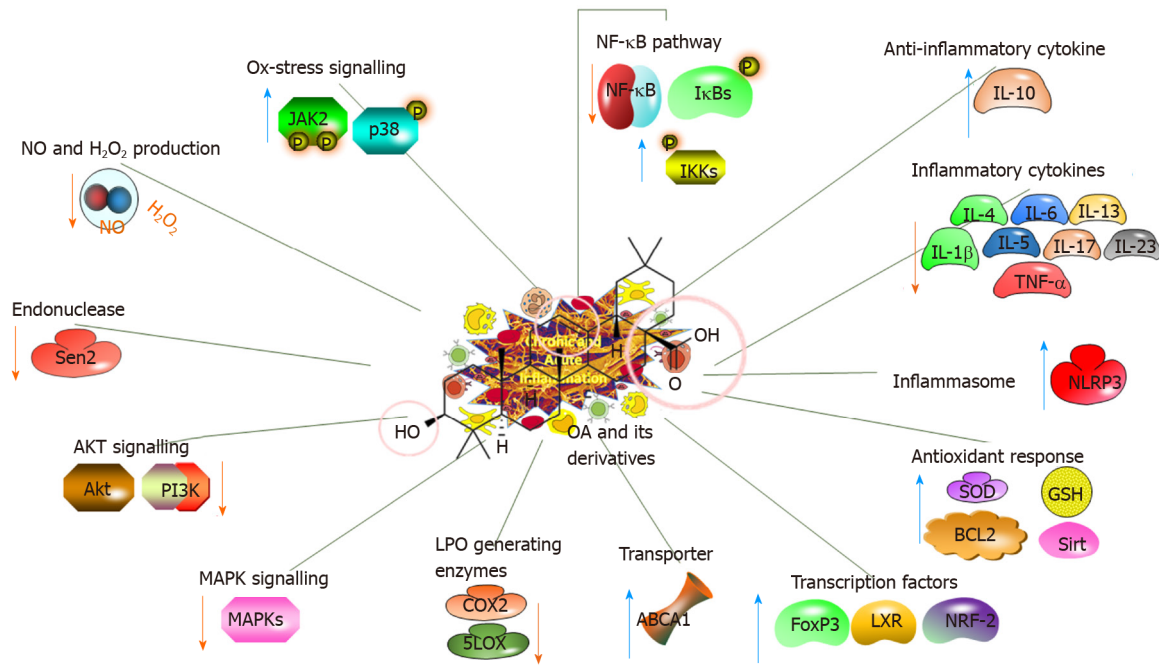 NF-κB pathway
NF-κB
IκBs
P
P
IKKs
Anti-inflammatory cytokine
IL-10
Ox-stress signalling
JAK2
P
P
p38
P
NO and H₂O₂ production
NO
H₂O₂
Inflammatory cytokines
IL-4
IL-6
IL-13
IL-1β
IL-5
IL-17
IL-23
TNF-α
Endonuclease
Sen2
Chronic and
Acute
inflammation
H
H
H
OH
O
HO
OA and its
derivatives
Inflammasome
NLRP3
AKT signalling
Akt
PI3K
Antioxidant response
SOD
GSH
BCL2
Sirt
MAPK signalling
MAPKs
LPO generating
enzymes
COX2
5LOX
Transporter
ABCA1
Transcription factors
FoxP3
LXR
NRF-2